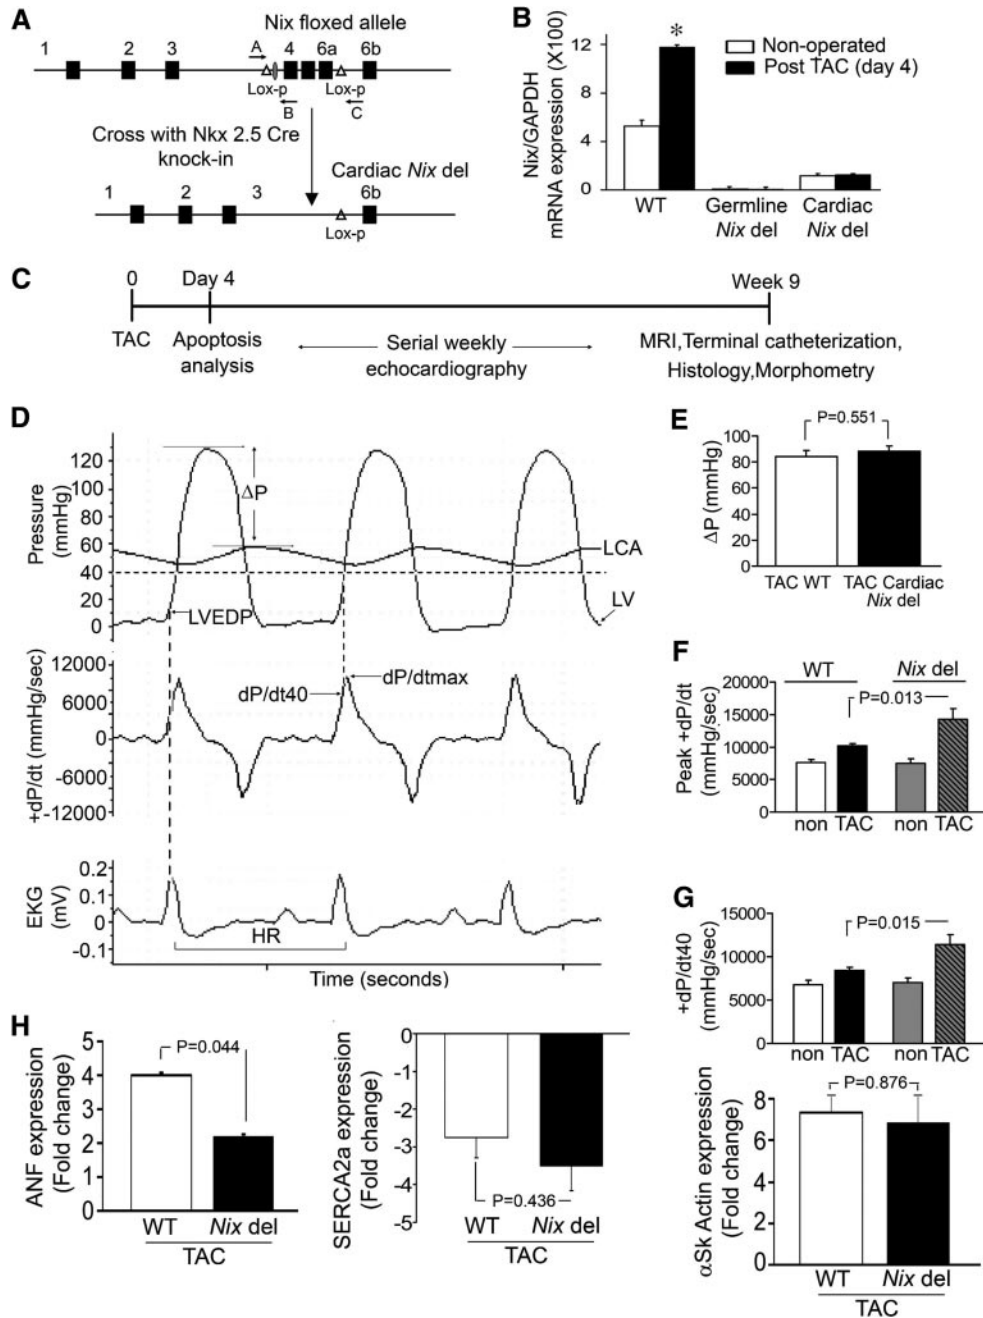 A
Nix floxed allele
1 2 3 A 4 6a 6b
Lox-p Lox-p
B C
Cross with Nkx 2.5 Cre
knock-in
Cardiac Nix del
1 2 3 6b
Lox-p
B
Nix/GAPDH
mRNA expression (X100)
12
8
4
0
*
Non-operated
Post TAC (day 4)
WT
Germline
Nix del
Cardiac
Nix del
C
0 Day 4 Week 9
TAC
Apoptosis
analysis
Serial weekly
echocardiography
MRI,Terminal catheterization,
Histology,Morphometry
D
Pressure
(mmHg)
120
100
80
60
40
20
0
ΔP
LCA
LV
LVEDP
+dP/dt (mmHg/sec)
12000
6000
0
-6000
-12000
dP/dt40
dP/dtmax
EKG
(mV)
0.2
0.1
0
-0.1
HR
Time (seconds)
E
P=0.551
ΔP (mmHg)
100
80
60
40
20
0
TAC WT
TAC Cardiac
Nix del
F
WT Nix del
P=0.013
Peak +dP/dt
(mmHg/sec)
20000
15000
10000
5000
0
non TAC non TAC
G
P=0.015
+dP/dt40
(mmHg/sec)
15000
10000
5000
0
non TAC non TAC
H
P=0.044
ANF expression
(Fold change)
5
4
3
2
1
0
WT Nix del
TAC
SERCA2a expression
(Fold change)
0
-1
-2
-3
-4
-5
P=0.436
WT Nix del
TAC
P=0.876
αSk Actin expression
(Fold change)
8
6
4
2
0
WT Nix del
TAC